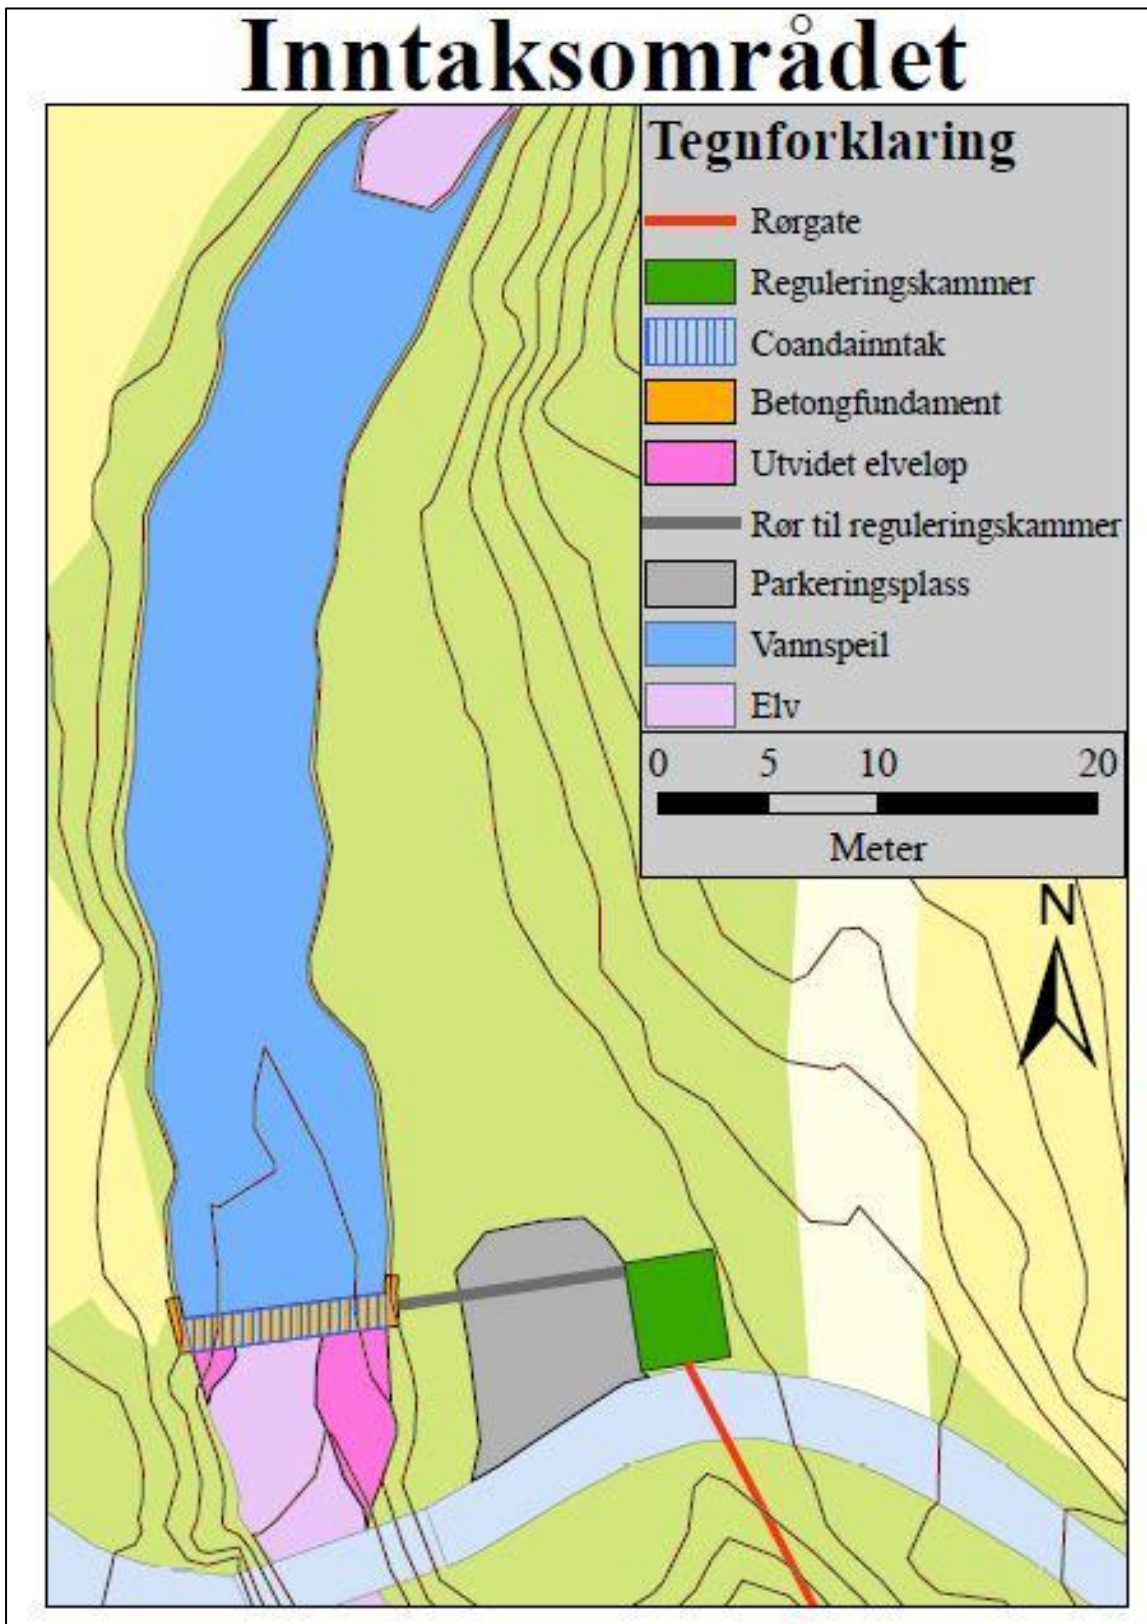 Inntaksområdet
Tegnforklaring
Rørgate
Reguleringskammer
Coandainntak
Betongfundament
Utvidet elveløp
Rør til reguleringskammer
Parkeringsplass
Vannspeil
Elv
0 5 10 20
Meter
N